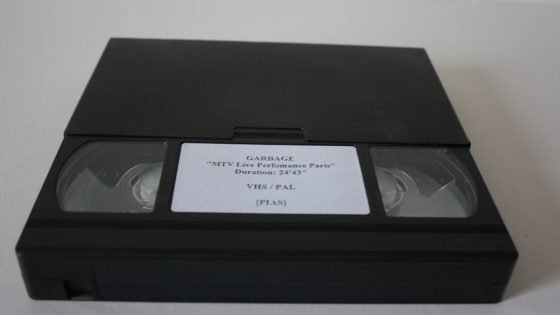 GARBAGE
"MTV Live Perfomance Paris"
Duration: 24'43"
VHS / PAL
[PIAS]